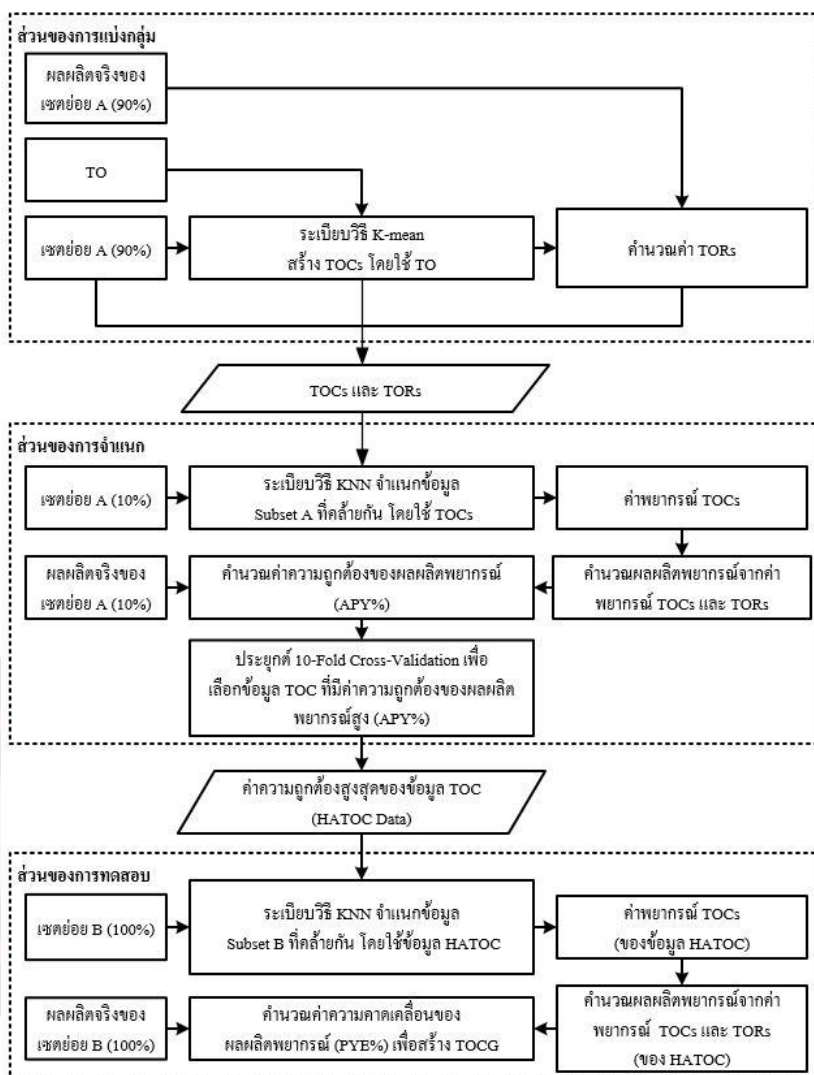 ส่วนของการแบ่งกลุ่ม
ผลผลิตจริงของ
เซตย่อย A (90%)
TO
เซตย่อย A (90%)
ระเบียบวิธี K-mean
สร้าง TOCs โดยใช้ TO
คำนวณค่า TORs
TOCs และ TORs
ส่วนของการจำแนก
เซตย่อย A (10%)
ระเบียบวิธี KNN จำแนกข้อมูล
Subset A ที่คล้ายกัน โดยใช้ TOCs
ค่าพยากรณ์ TOCs
ผลผลิตจริงของ
เซตย่อย A (10%)
คำนวณค่าความถูกต้องของผลผลิตพยากรณ์
(APY%)
คำนวณผลผลิตพยากรณ์จากค่า
พยากรณ์ TOCs และ TORs
ประยุกต์ 10-Fold Cross-Validation เพื่อ
เลือกข้อมูล TOC ที่มีค่าความถูกต้องของผลผลิต
พยากรณ์สูง (APY%)
ค่าความถูกต้องสูงสุดของข้อมูล TOC
(HATOC Data)
ส่วนของการทดสอบ
เซตย่อย B (100%)
ระเบียบวิธี KNN จำแนกข้อมูล
Subset B ที่คล้ายกัน โดยใช้ข้อมูล HATOC
ค่าพยากรณ์ TOCs
(ของข้อมูล HATOC)
ผลผลิตจริงของ
เซตย่อย B (100%)
คำนวณค่าความคาดเคลื่อนของ
ผลผลิตพยากรณ์ (PYE%) เพื่อสร้าง TOCG
คำนวณผลผลิตพยากรณ์จากค่า
พยากรณ์ TOCs และ TORs
(ของ HATOC)